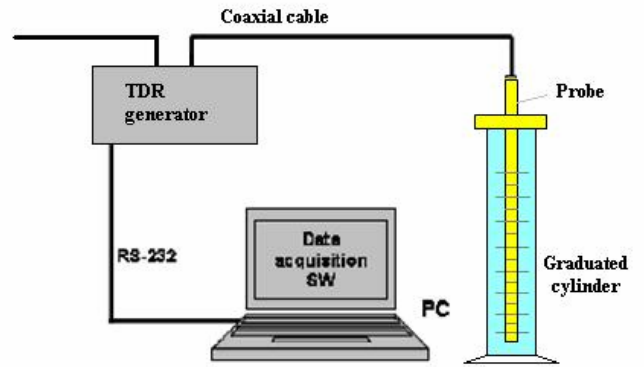 Coaxial cable
TDR
generator
Probe
RS-232
Data
acquisition
SW
PC
Graduated
cylinder